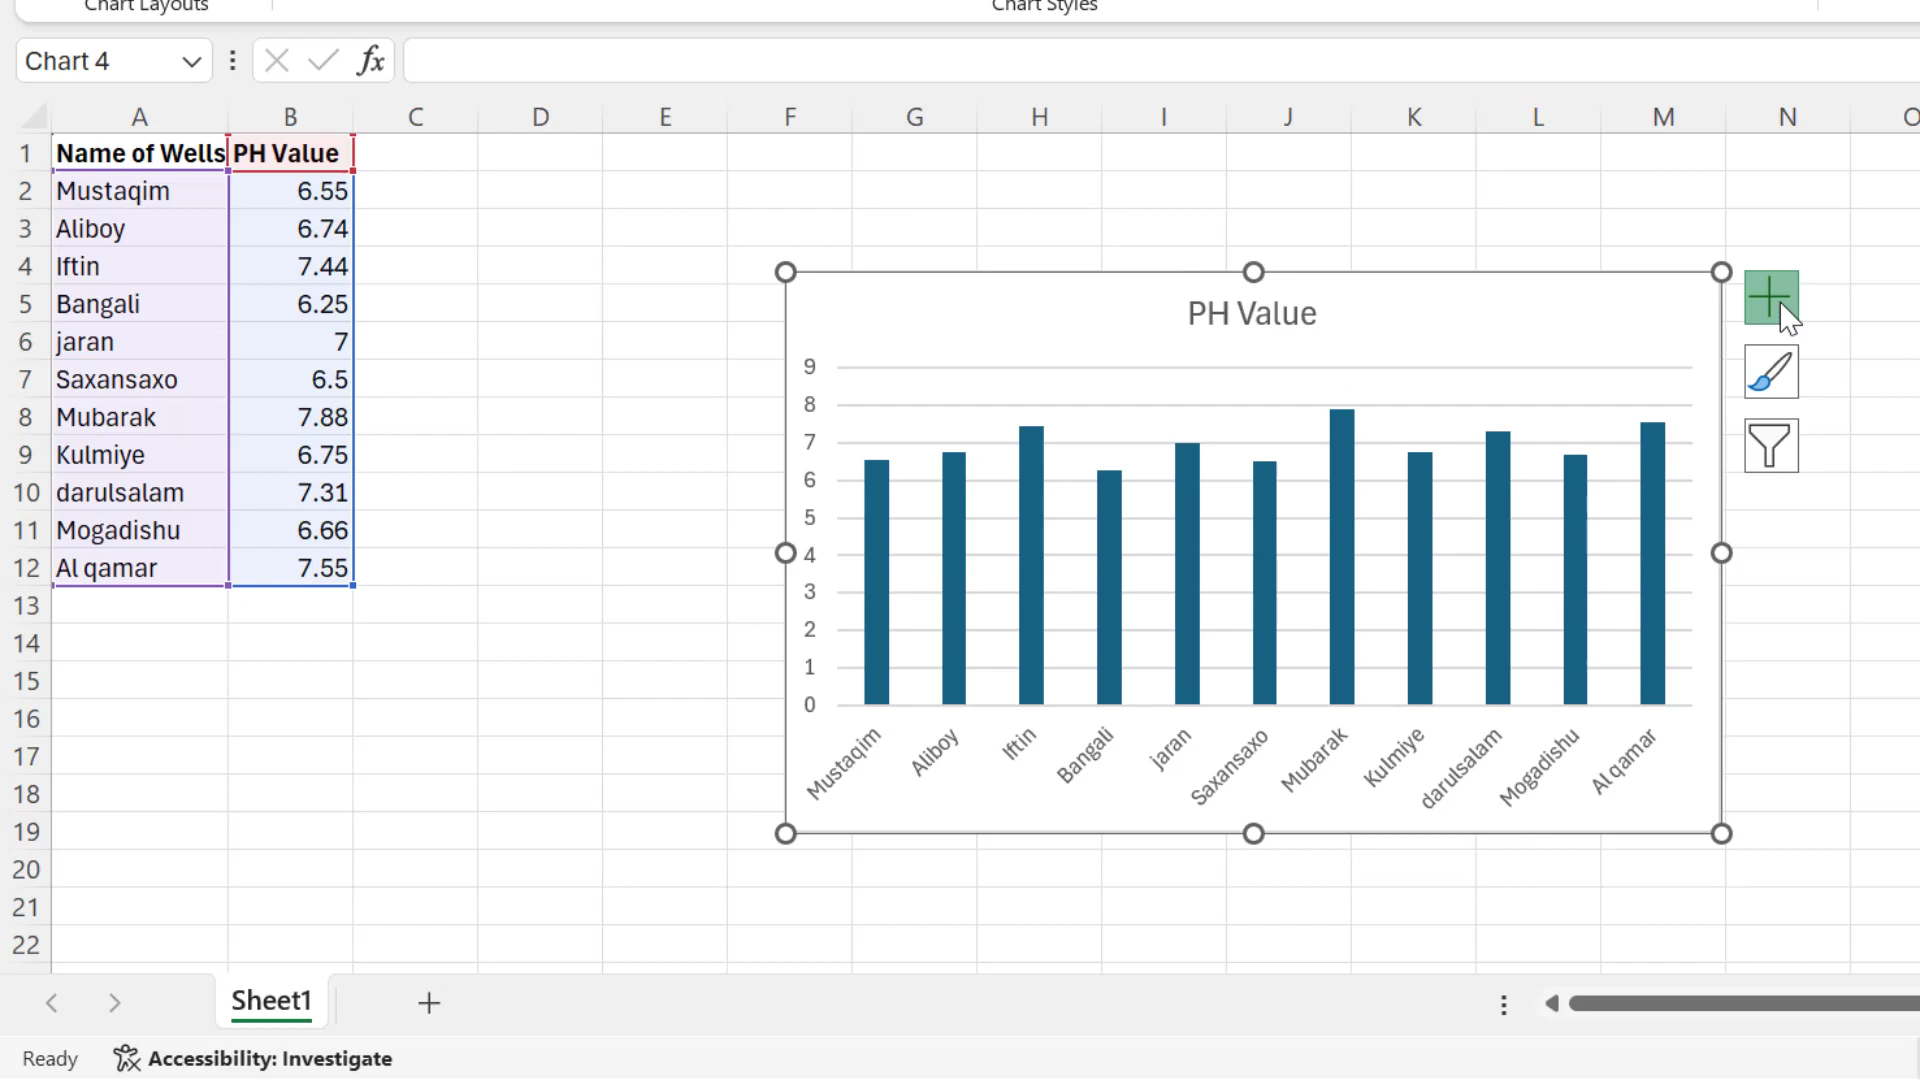 Chart Layouts
Chart Styles
Chart 4
fx
A B C D E F G H I J K L M N O
1 Name of Wells PH Value
2 Mustaqim 6.55
3 Aliboy 6.74
4 Iftin 7.44
5 Bangali 6.25
6 jaran 7
7 Saxansaxo 6.5
8 Mubarak 7.88
9 Kulmiye 6.75
10 darulsalam 7.31
11 Mogadishu 6.66
12 Al qamar 7.55
13
14
15
16
17
18
19
20
21
22
PH Value
9
8
7
6
5
4
3
2
1
0
Mustaqim
Aliboy
Iftin
Bangali
jaran
Saxansaxo
Mubarak
Kulmiye
darulsalam
Mogadishu
Al qamar
Sheet1
Ready
Accessibility: Investigate